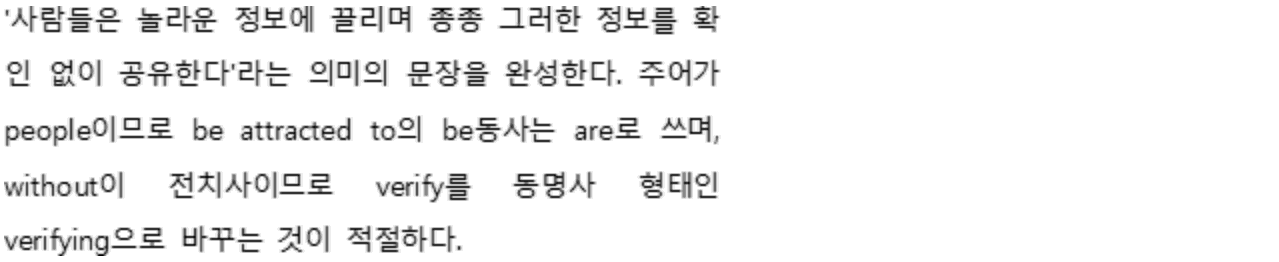 '사람들은 놀라운 정보에 끌리며 종종 그러한 정보를 확
인 없이 공유한다'라는 의미의 문장을 완성한다. 주어가
people이므로 be attracted to의 be동사는 are로 쓰며,
without이 전치사이므로 verify를 동명사 형태인
verifying으로 바꾸는 것이 적절하다.